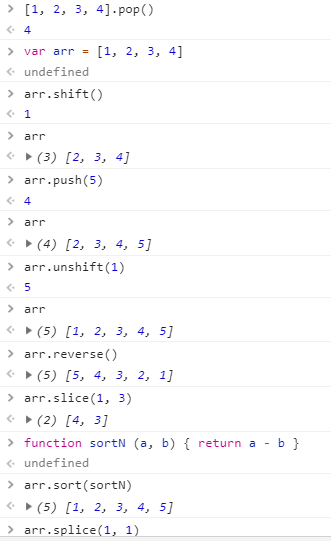 > [1, 2, 3, 4].pop()
< 4
> var arr = [1, 2, 3, 4]
< undefined
> arr.shift()
< 1
> arr
< ▶ (3) [2, 3, 4]
> arr.push(5)
< 4
> arr
< ▶ (4) [2, 3, 4, 5]
> arr.unshift(1)
< 5
> arr
< ▶ (5) [1, 2, 3, 4, 5]
> arr.reverse()
< ▶ (5) [5, 4, 3, 2, 1]
> arr.slice(1, 3)
< ▶ (2) [4, 3]
> function sortN (a, b) { return a - b }
< undefined
> arr.sort(sortN)
< ▶ (5) [1, 2, 3, 4, 5]
> arr.splice(1, 1)